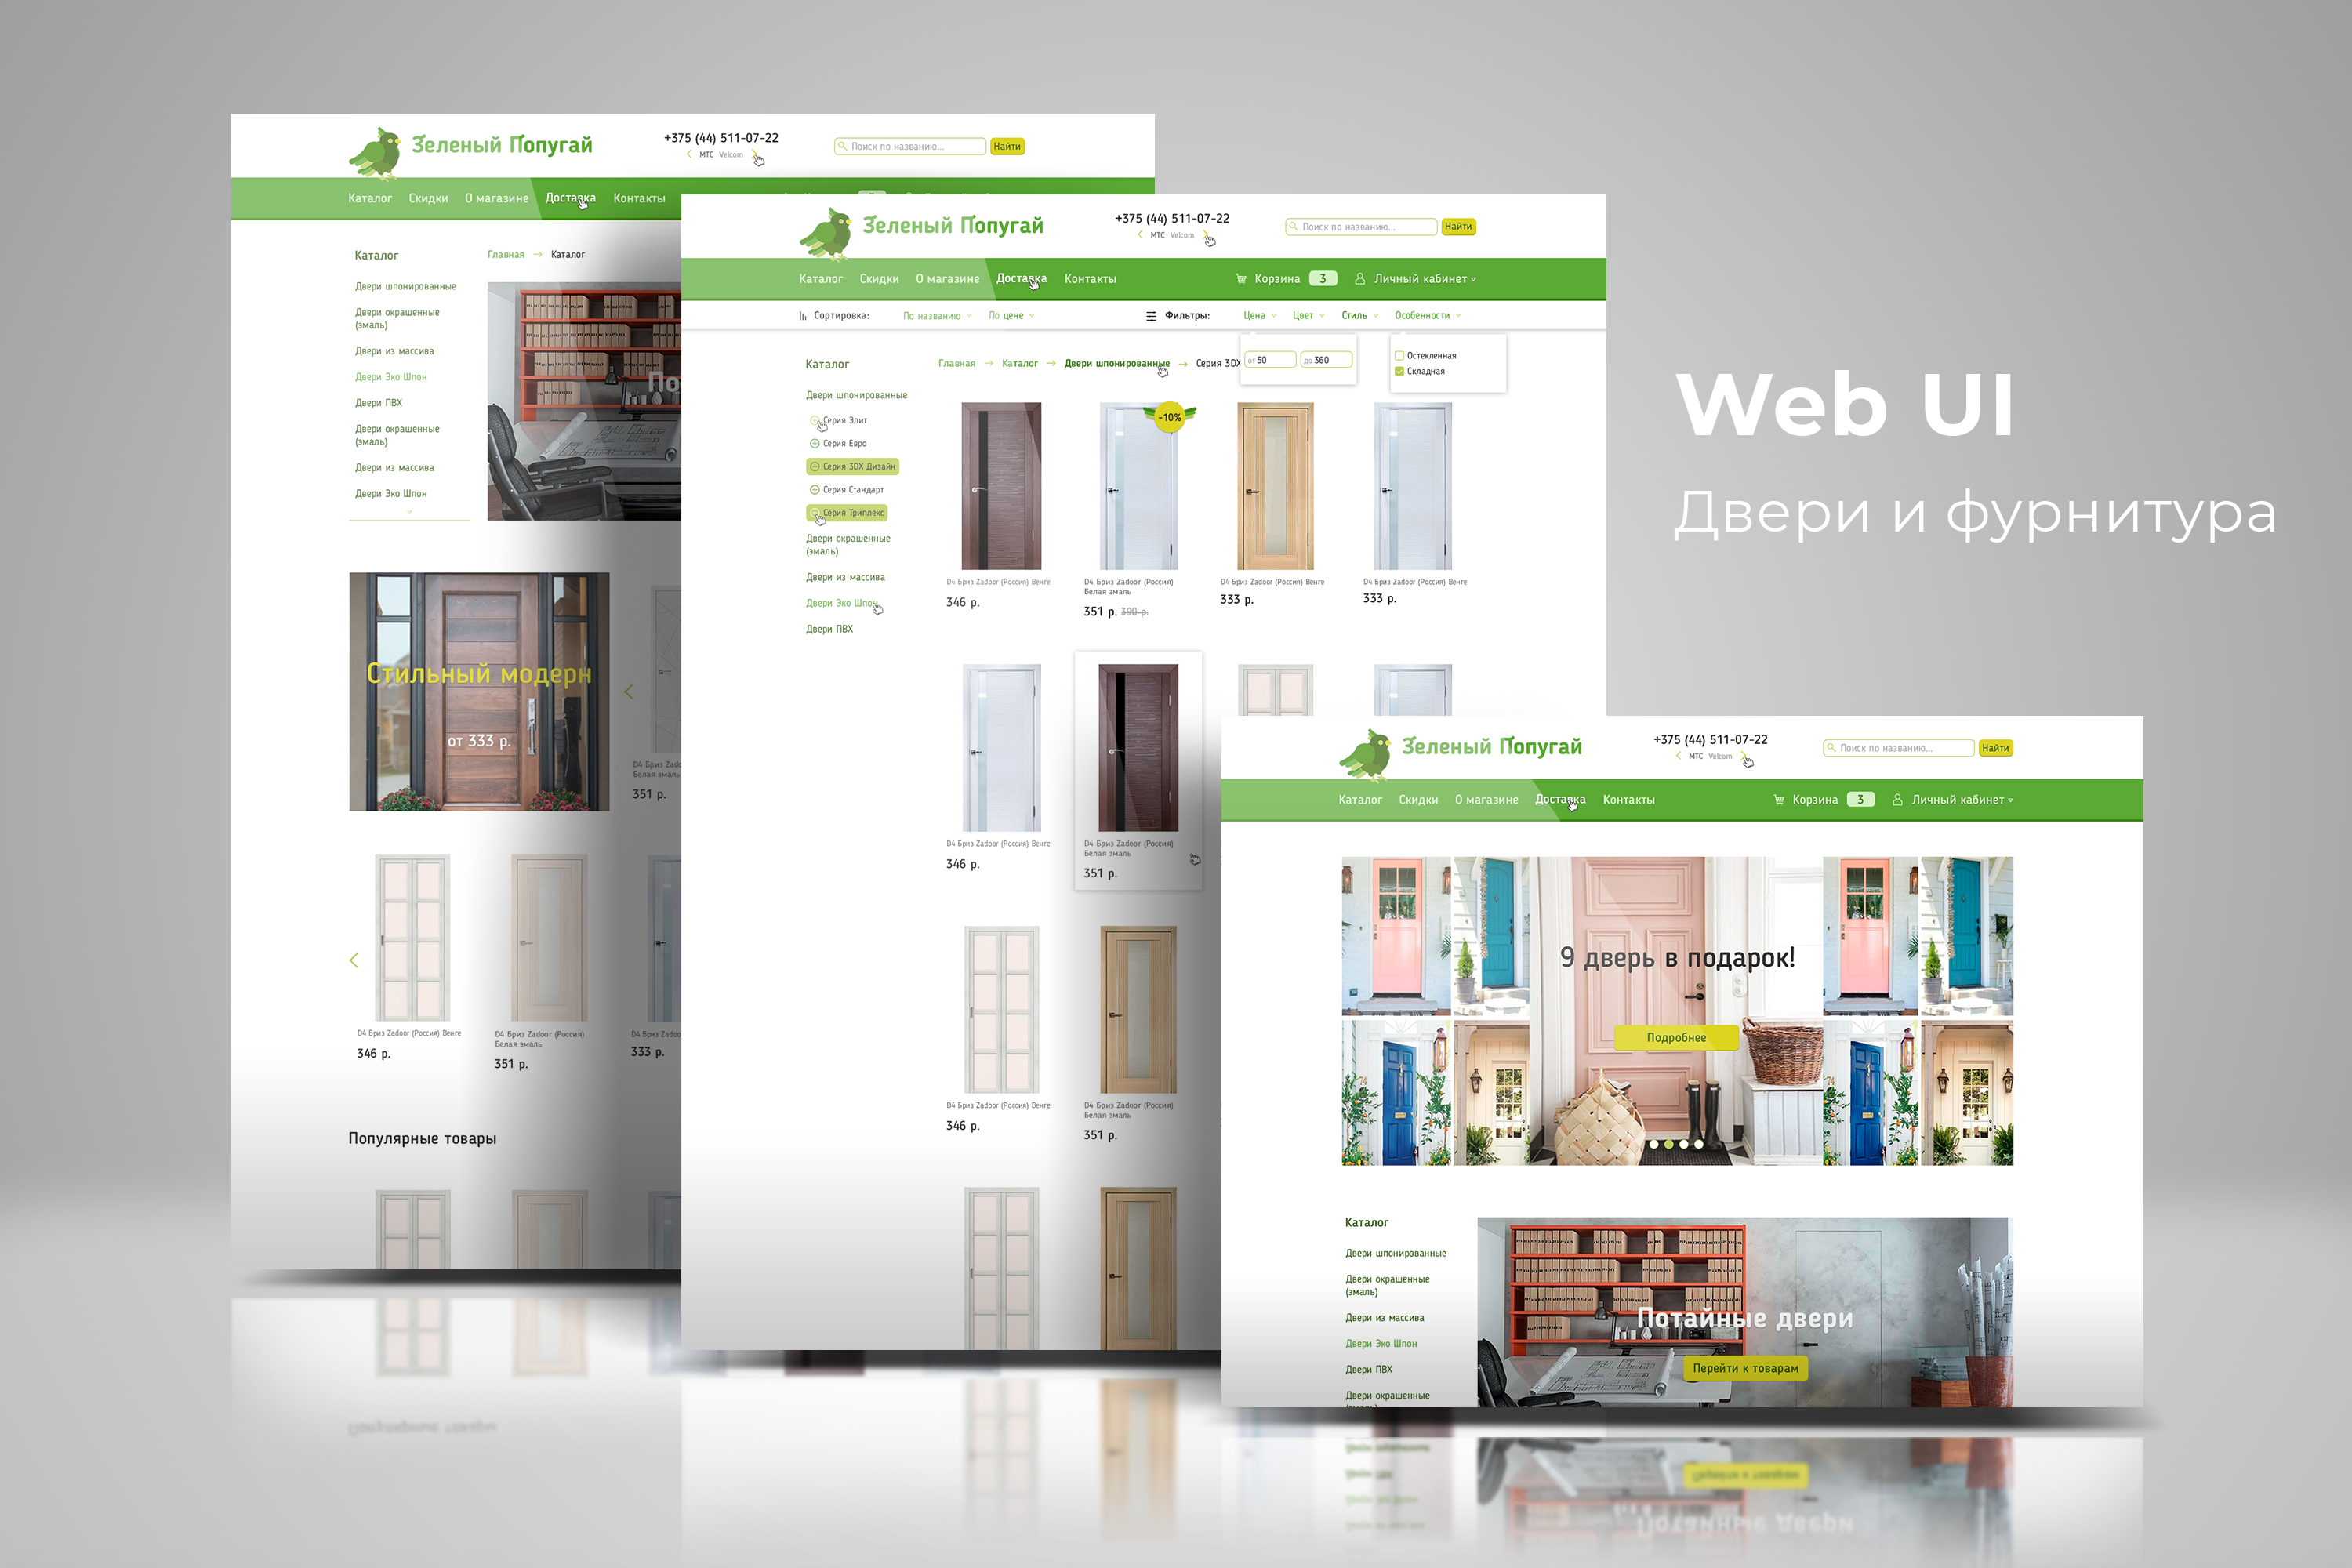 Зеленый Попугай
+375 (44) 511-07-22
МТС Velcom
Поиск по названию...
Найти
Каталог Скидки О магазине Доставка Контакты
Каталог
Главная → Каталог
Двери шпонированные
Двери окрашенные
(эмаль)
Двери из массива
Двери Эко Шпон
Двери ПВХ
Двери окрашенные
(эмаль)
Двери из массива
Двери Эко Шпон
По
Стильный модерн
от 333 р.
D4 Бриз Zadoo
Белая эмаль
351 р.
D4 Бриз Zadoor (Россия) Венге
346 р.
D4 Бриз Zadoor (Россия)
Белая эмаль
351 р.
D4 Бриз Zadoo
333 р.
Популярные товары
Зеленый Попугай
+375 (44) 511-07-22
МТС Velcom
Поиск по названию...
Найти
Каталог Скидки О магазине Доставка Контакты
Корзина 3 Личный кабинет
Сортировка: По названию По цене
Фильтры: Цена Цвет Стиль Особенности
от 50 до 360
Остекленная
Складная
Каталог
Главная → Каталог → Двери шпонированные → Серия 3DX
Двери шпонированные
Серия Элит
Серия Евро
Серия 3DX Дизайн
Серия Стандарт
Серия Триплекс
Двери окрашенные
(эмаль)
Двери из массива
Двери Эко Шпон
Двери ПВХ
-10%
D4 Бриз Zadoor (Россия) Венге
346 р.
D4 Бриз Zadoor (Россия)
Белая эмаль
351 р. 390 р.
D4 Бриз Zadoor (Россия) Венге
333 р.
D4 Бриз Zadoor (Россия) Венге
333 р.
D4 Бриз Zadoor (Россия) Венге
346 р.
D4 Бриз Zadoor (Россия)
Белая эмаль
351 р.
D4 Бриз Zadoor (Россия) Венге
346 р.
D4 Бриз Zadoor (Россия)
Белая эмаль
351 р.
Web UI
Двери и фурнитура
Зеленый Попугай
+375 (44) 511-07-22
МТС Velcom
Поиск по названию...
Найти
Каталог Скидки О магазине Доставка Контакты
Корзина 3 Личный кабинет
9 дверь в подарок!
Подробнее
Каталог
Двери шпонированные
Двери окрашенные
(эмаль)
Двери из массива
Двери Эко Шпон
Двери ПВХ
Двери окрашенные
Потайные двери
Перейти к товарам